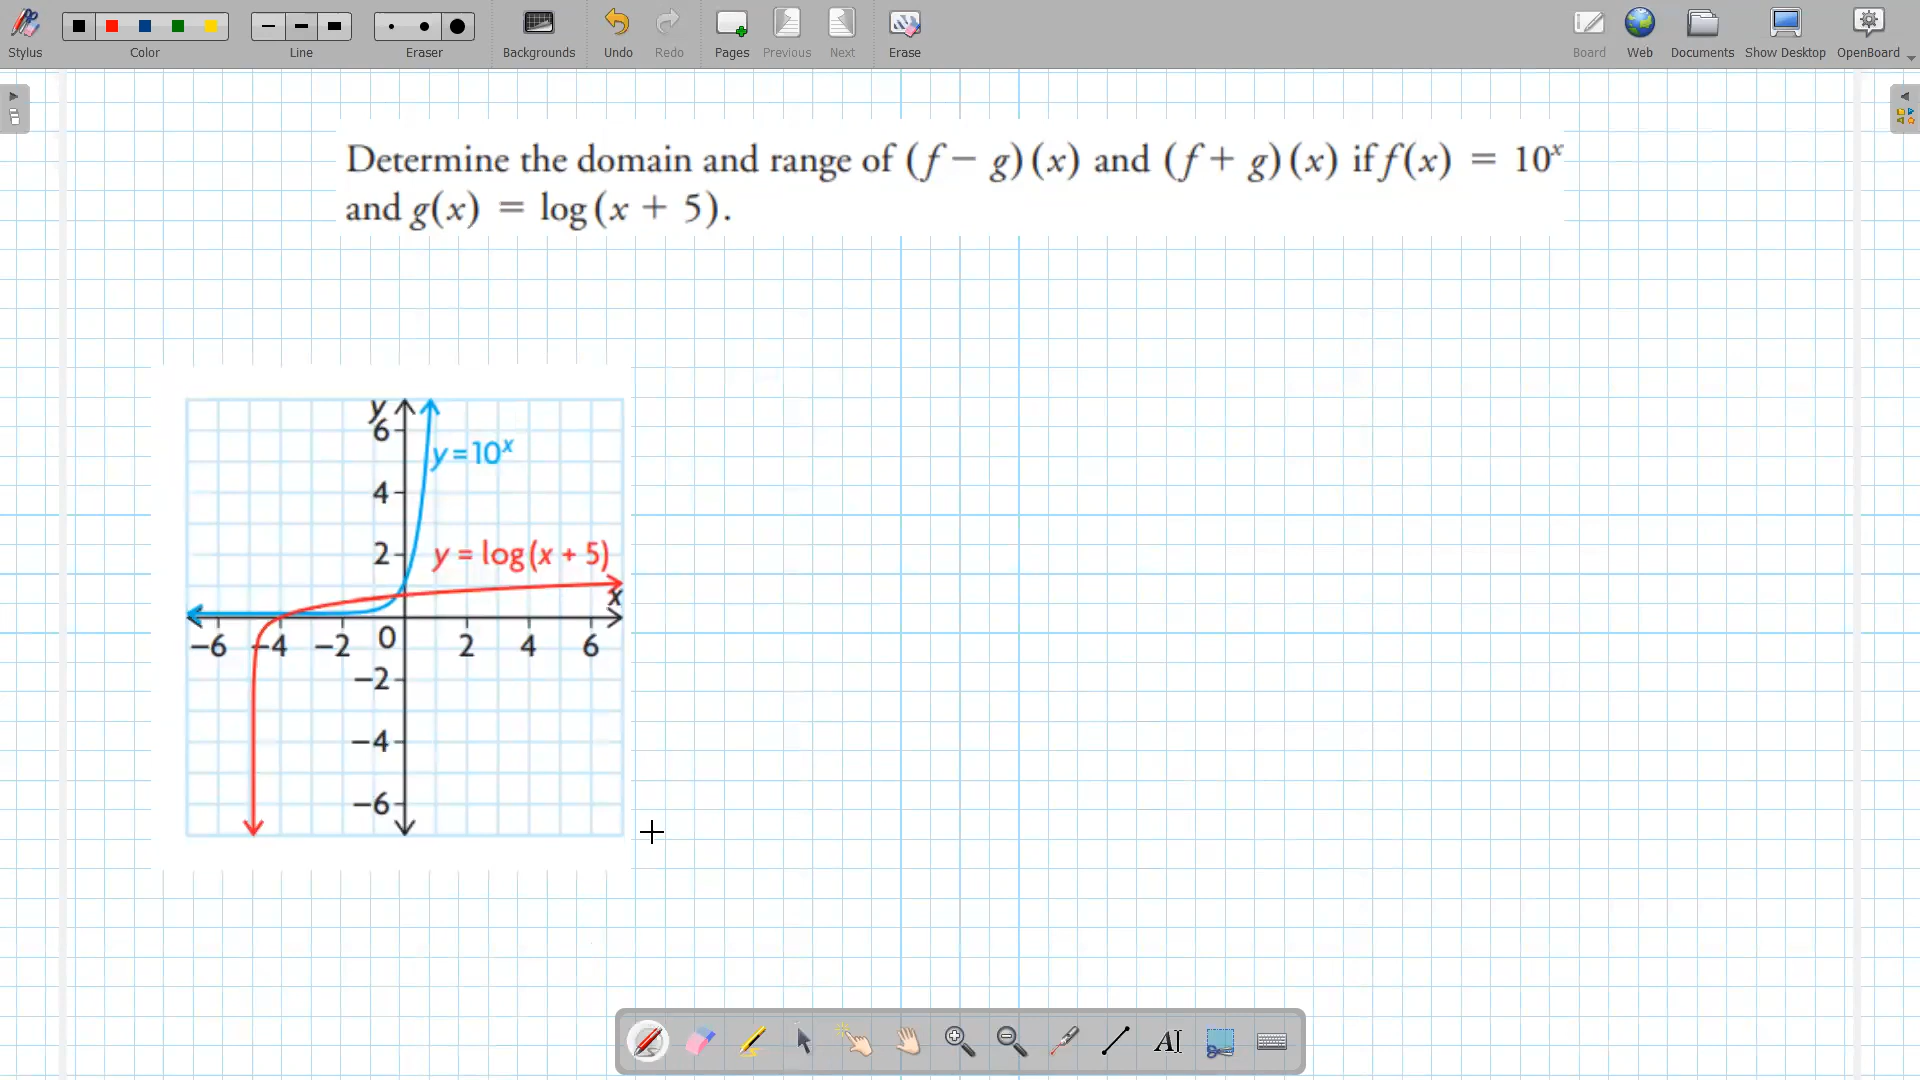 Stylus Color Line Eraser Backgrounds Undo Redo Pages Previous Next Erase Board Web Documents Show Desktop OpenBoard
Determine the domain and range of (f − g)(x) and (f + g)(x) if f(x) = 10ˣ
and g(x) = log(x + 5).
y
6
y = 10ˣ
4
2
y = log(x + 5)
x
−6 −4 −2 0 2 4 6
−2
−4
−6